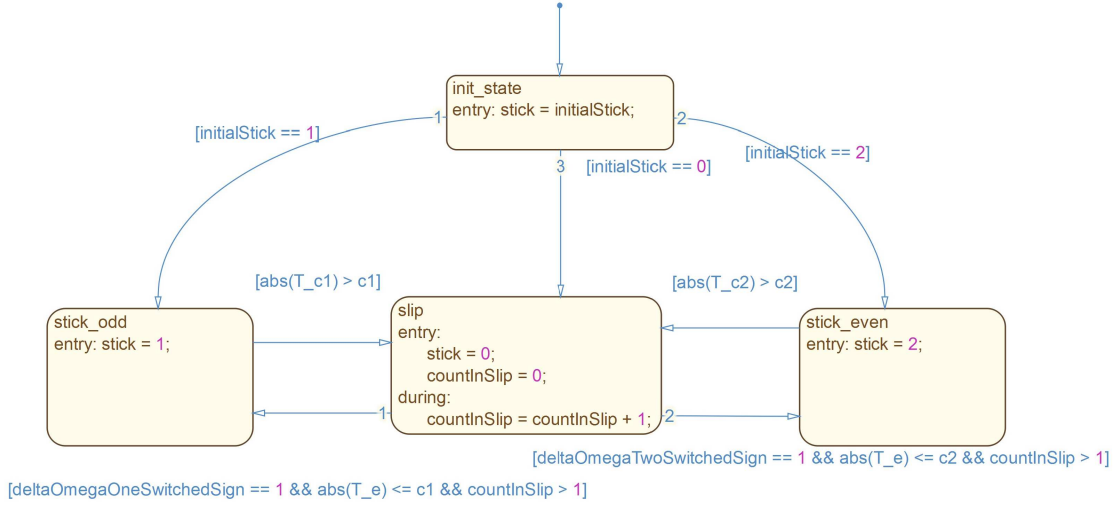 init_state
entry: stick = initialStick;
1
2
[initialStick == 1]
[initialStick == 2]
3
[initialStick == 0]
[abs(T_c1) > c1]
[abs(T_c2) > c2]
stick_odd
entry: stick = 1;
slip
entry:
stick = 0;
countInSlip = 0;
during:
countInSlip = countInSlip + 1;
stick_even
entry: stick = 2;
1
2
[deltaOmegaTwoSwitchedSign == 1 && abs(T_e) <= c2 && countInSlip > 1]
[deltaOmegaOneSwitchedSign == 1 && abs(T_e) <= c1 && countInSlip > 1]